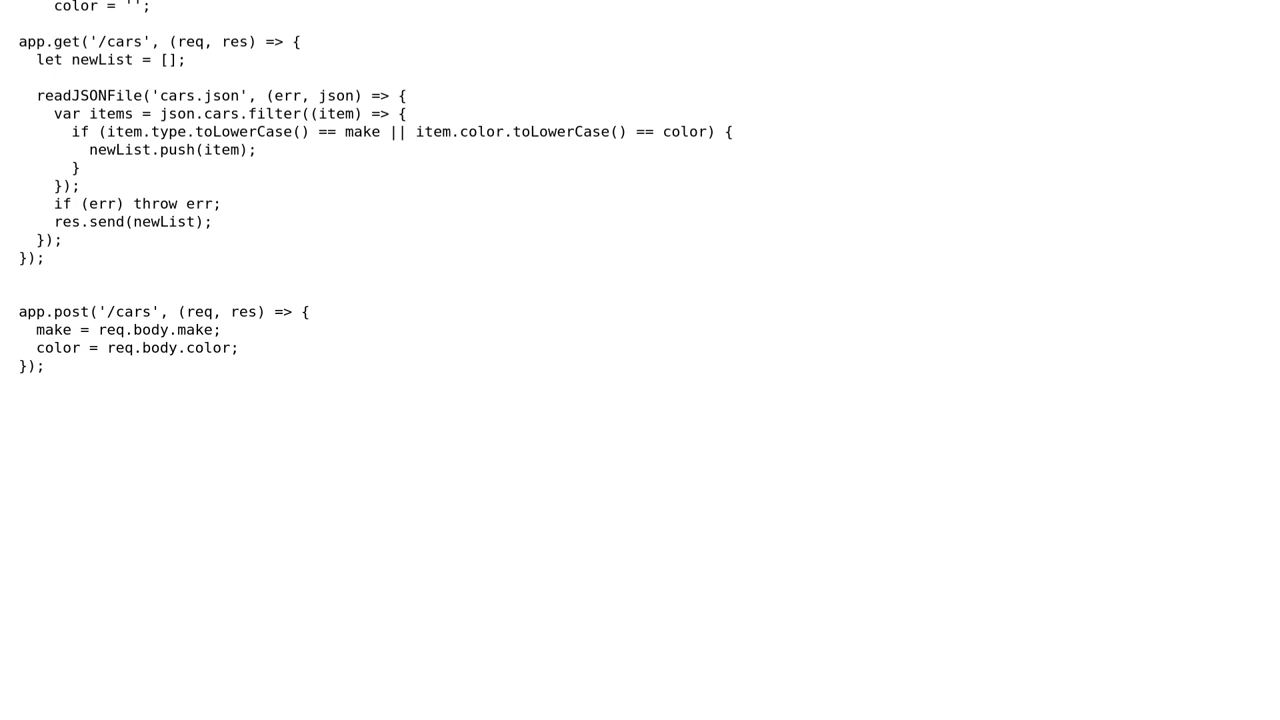 color = '';

app.get('/cars', (req, res) => {
  let newList = [];

  readJSONFile('cars.json', (err, json) => {
    var items = json.cars.filter((item) => {
      if (item.type.toLowerCase() == make || item.color.toLowerCase() == color) {
        newList.push(item);
      }
    });
    if (err) throw err;
    res.send(newList);
  });
});


app.post('/cars', (req, res) => {
  make = req.body.make;
  color = req.body.color;
});